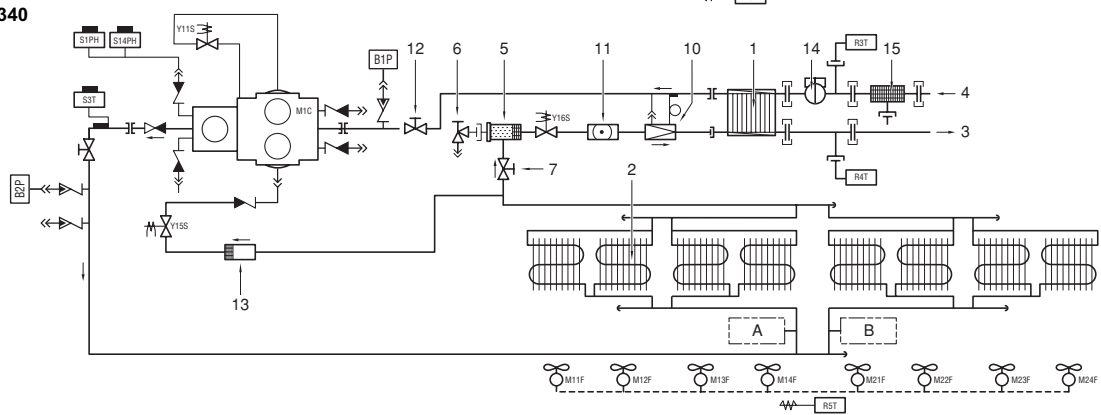 340
S1PH
S14PH
Y11S
S3T
M1C
B1P
12
6
5
11
10
1
14
R3T
15
4
3
Y16S
7
2
R4T
B2P
Y15S
13
A
B
M11F
M12F
M13F
M14F
M21F
M22F
M23F
M24F
R5T